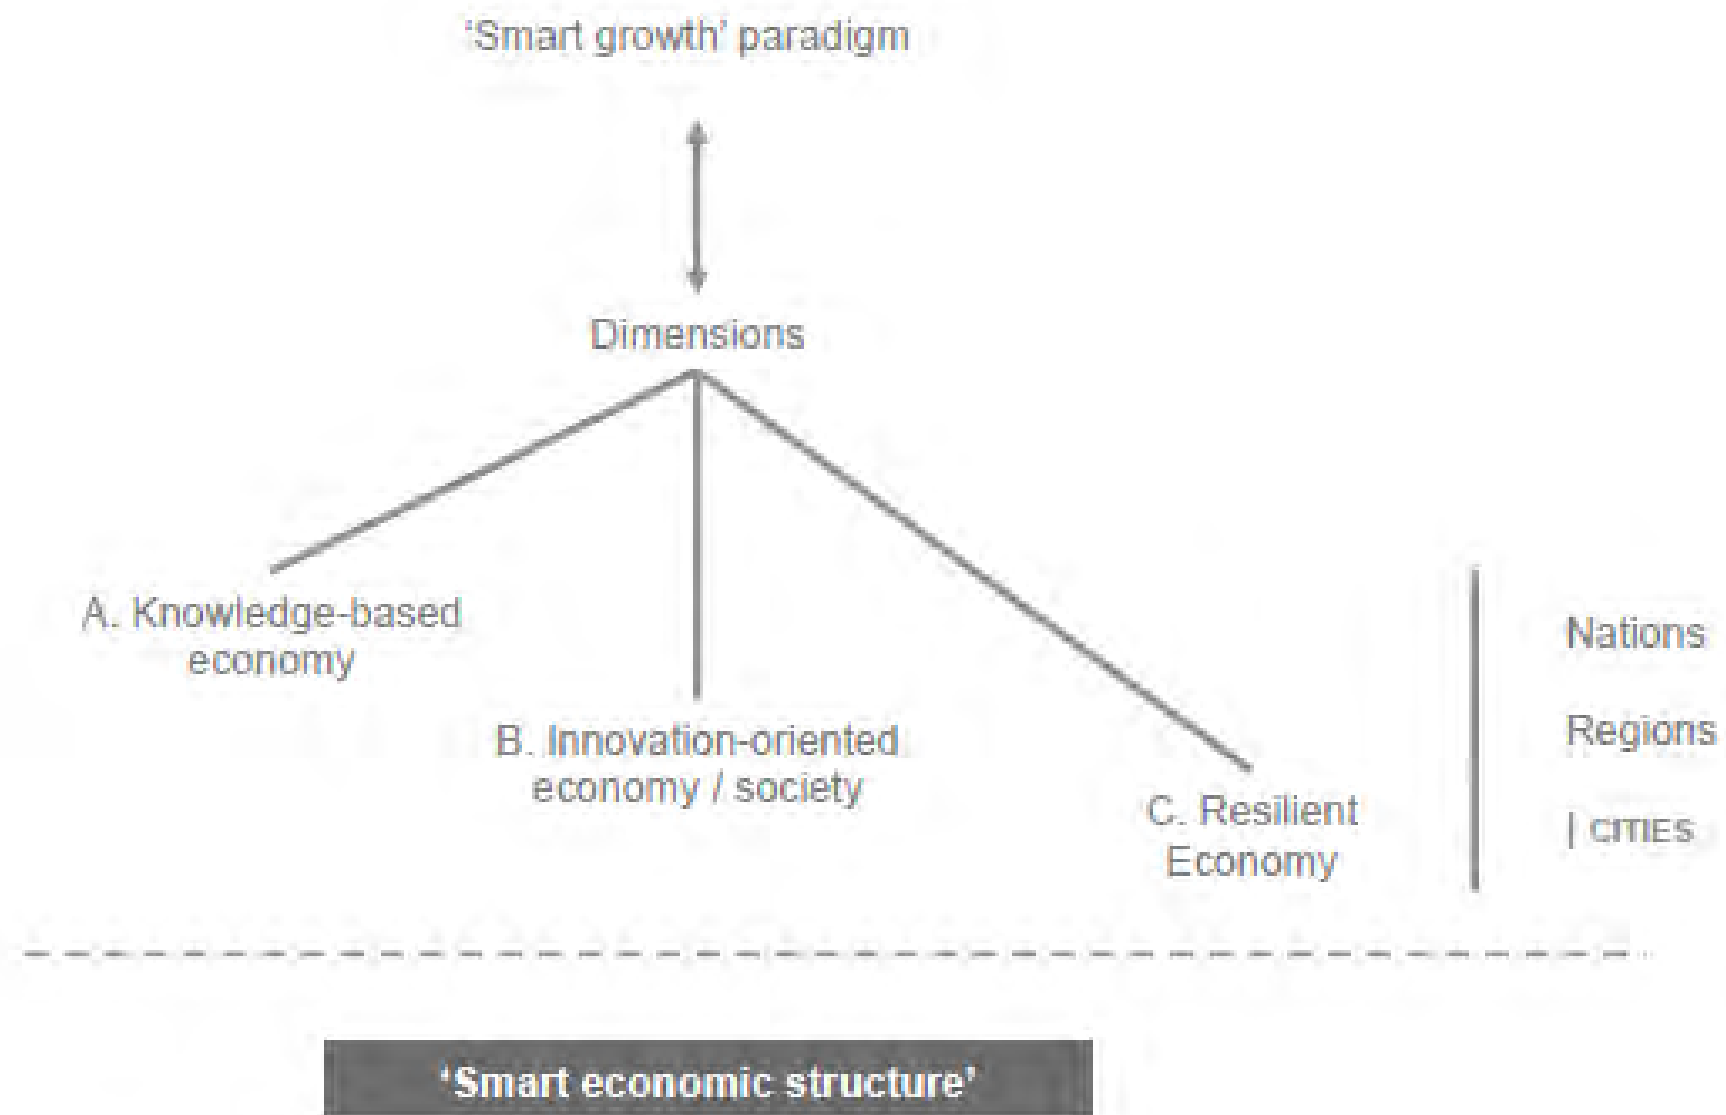 ‘Smart growth’ paradigm
Dimensions
A. Knowledge-based
economy
B. Innovation-oriented
economy / society
C. Resilient
Economy
Nations
Regions
| CITIES
‘Smart economic structure’